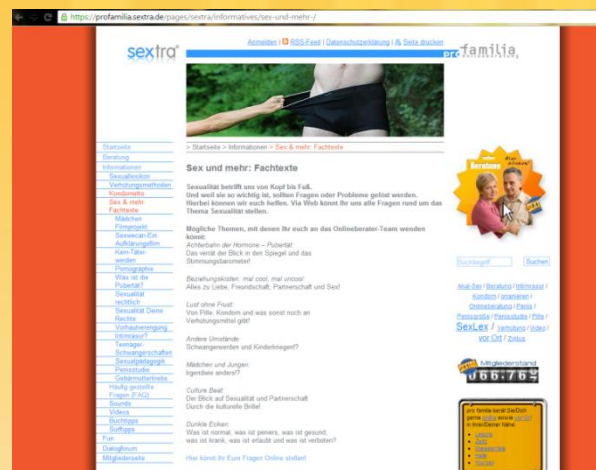 https://profamilia.sextra.de/pages/sextra/informatives/sex-und-mehr-/
sextra
Anmelden | RSS-Feed | Datenschutzerklärung | Seite drucken
pro familia
Startseite
Beratung
Informationen
Sexuallexikon
Verhütungsmethoden
Kondometto
Sex & mehr:
Fachtexte
Mädchen
Filmprojekt
Sexwecan-Ein
Aufklärungsfilm
Kein-Täter-
werden
Pornographie
Was ist die
Pubertät?
Sexualität
rechtlich
Sexualität Deine
Rechte
Vorhautverengung
Intimrasur?
Teenager-
Schwangerschaften
Sexualpädagogik
Penisstudie
Gebärmutterkrebs
Häufig gestellte
Fragen (FAQ)
Sounds
Videos
Buchtipps
Surftipps
Fun
Dialogforum
Mitgliederseite
> Startseite > Informationen > Sex & mehr: Fachtexte
Sex und mehr: Fachtexte
Sexualität betrifft uns von Kopf bis Fuß.
Und weil sie so wichtig ist, sollten Fragen oder Probleme gelöst werden.
Hierbei können wir euch helfen. Via Web könnt Ihr uns alle Fragen rund um das
Thema Sexualität stellen.
Mögliche Themen, mit denen Ihr euch an das Onlineberater-Team wenden
könnt:
Achterbahn der Hormone – Pubertät:
Das verrät der Blick in den Spiegel und das
Stimmungsbarometer!
Beziehungskisten: mal cool, mal uncool:
Alles zu Liebe, Freundschaft, Partnerschaft und Sex!
Lust ohne Frust:
Von Pille, Kondom und was sonst noch an
Verhütungsmittel gibt!
Andere Umstände:
Schwangerwerden und Kinderkriegen!?
Mädchen und Jungen:
Irgendwie anders!?
Culture Beat:
Der Blick auf Sexualität und Partnerschaft
Durch die kulturelle Brille!
Dunkle Ecken:
Was ist normal, was ist pervers, was ist gesund,
was ist krank, was ist erlaubt und was ist verboten?
Hier könnt Ihr Eure Fragen Online stellen!
Beratung
Suchbegriff
Suchen
Anal-Sex / Beratung / Intimrasur /
Kondom / onanieren /
Onlineberatung / Penis /
Penisgröße / Penisstudie / Pille /
SexLex / Verhütung / Video /
vor Ort / Zyklus
Mitgliederstand
pro familia berät Sie/Dich
gerne online sowie vor Ort
in Ihrer/Deiner Nähe: